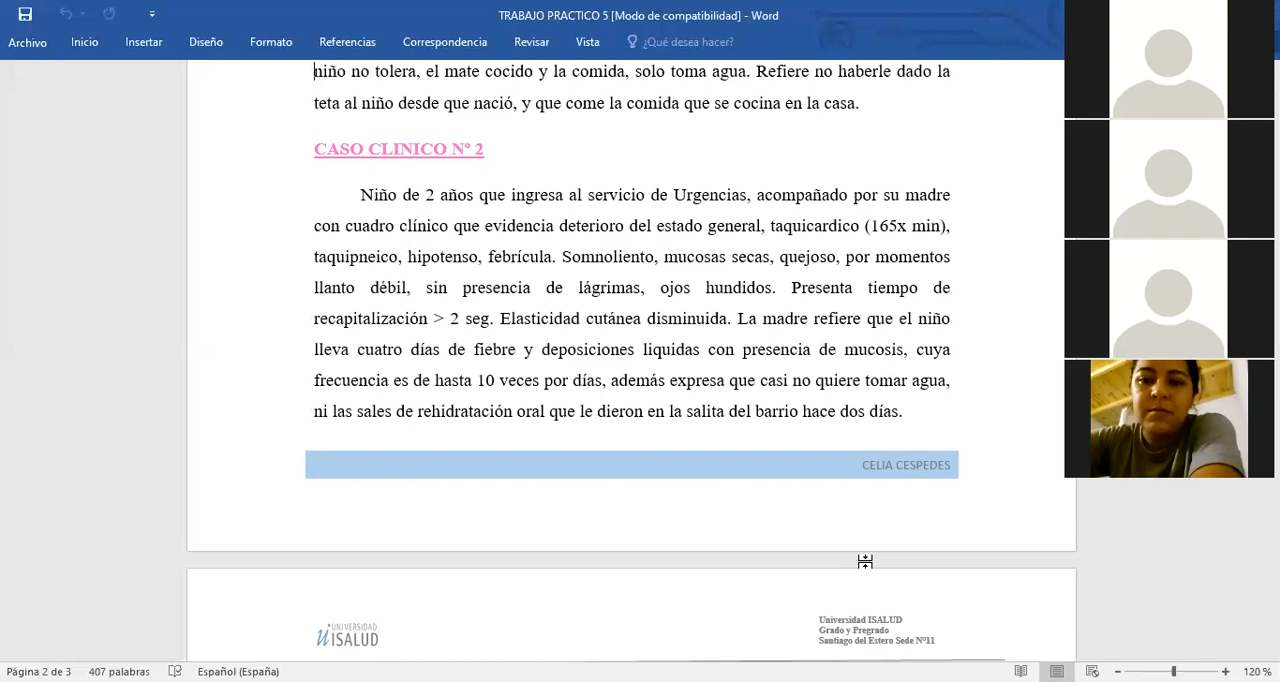 TRABAJO PRACTICO 5 [Modo de compatibilidad] - Word
Archivo Inicio Insertar Diseño Formato Referencias Correspondencia Revisar Vista ¿Qué desea hacer?
niño no tolera, el mate cocido y la comida, solo toma agua. Refiere no haberle dado la
teta al niño desde que nació, y que come la comida que se cocina en la casa.
CASO CLINICO Nº 2
Niño de 2 años que ingresa al servicio de Urgencias, acompañado por su madre
con cuadro clínico que evidencia deterioro del estado general, taquicardico (165x min),
taquipneico, hipotenso, febrícula. Somnoliento, mucosas secas, quejoso, por momentos
llanto débil, sin presencia de lágrimas, ojos hundidos. Presenta tiempo de
recapitalización > 2 seg. Elasticidad cutánea disminuida. La madre refiere que el niño
lleva cuatro días de fiebre y deposiciones liquidas con presencia de mucosis, cuya
frecuencia es de hasta 10 veces por días, además expresa que casi no quiere tomar agua,
ni las sales de rehidratación oral que le dieron en la salita del barrio hace dos días.
CELIA CESPEDES
UNIVERSIDAD
ISALUD
Universidad ISALUD
Grado y Pregrado
Santiago del Estero Sede Nº11
Página 2 de 3 407 palabras Español (España) 120 %